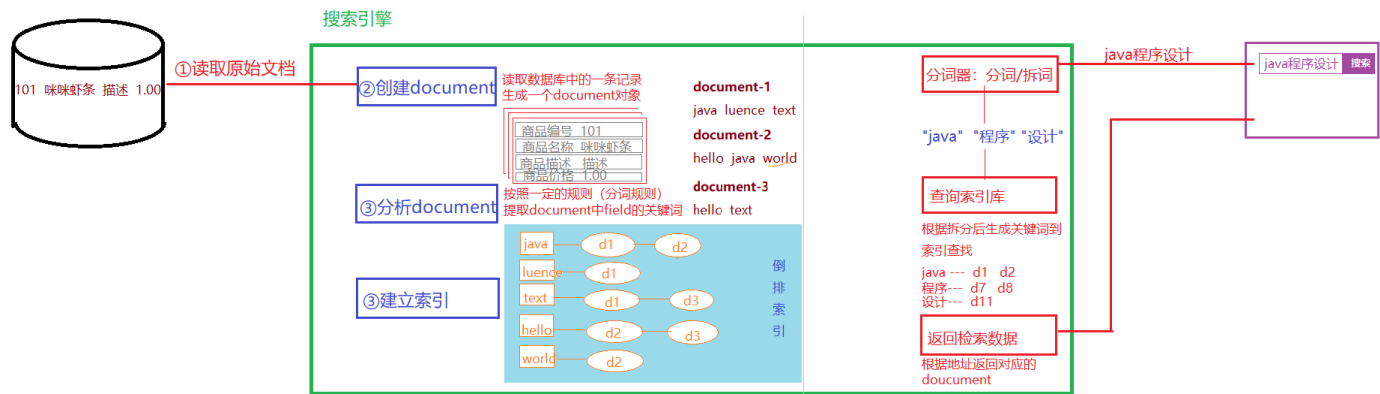 搜索引擎
101 咪咪虾条 描述 1.00
①读取原始文档
②创建document
读取数据库中的一条记录
生成一个document对象
商品编号 101
商品名称 咪咪虾条
商品描述 描述
商品价格 1.00
③分析document
按照一定的规则（分词规则）
提取document中field的关键词
document-1
java luence text
document-2
hello java world
document-3
hello text
③建立索引
java d1 d2
luence d1
text d1 d3
hello d2 d3
world d2
倒
排
索
引
分词器：分词/拆词
"java" "程序" "设计"
查询索引库
根据拆分后生成关键词到
索引查找
java --- d1 d2
程序--- d7 d8
设计--- d11
返回检索数据
根据地址返回对应的
doucument
java程序设计
java程序设计 搜索